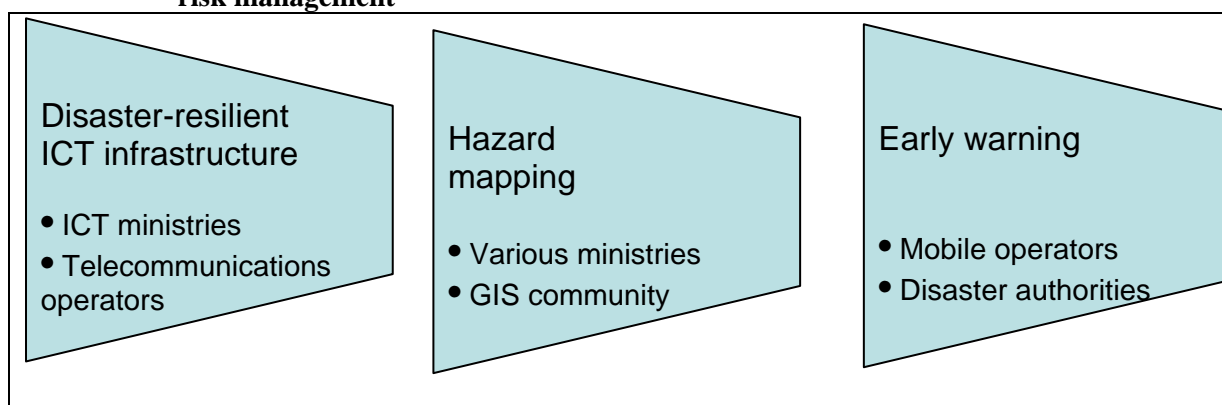 risk management
Disaster-resilient
ICT infrastructure
• ICT ministries
• Telecommunications
operators
Hazard
mapping
• Various ministries
• GIS community
Early warning
• Mobile operators
• Disaster authorities